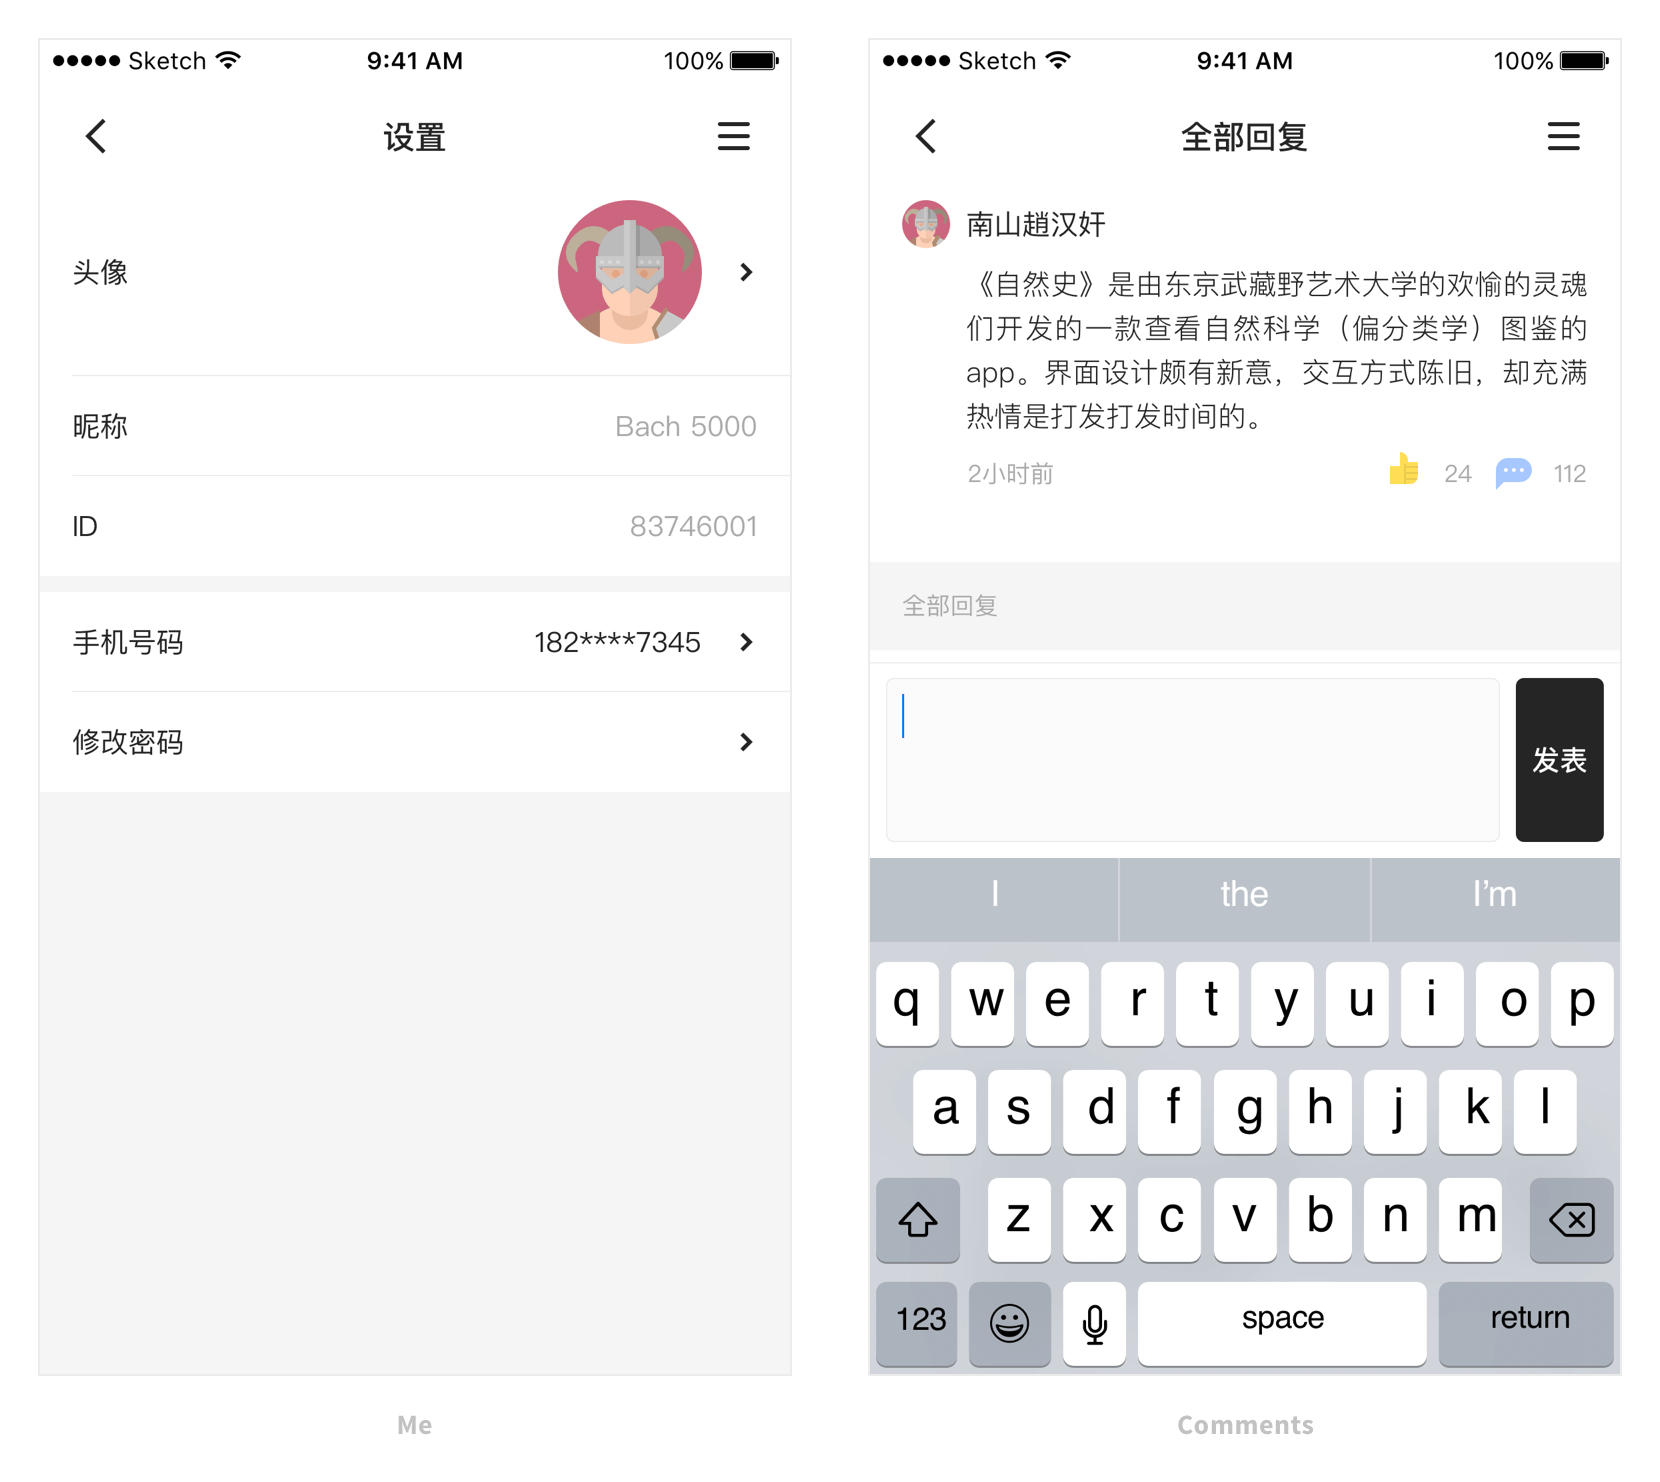 Sketch 9:41 AM 100%
设置
头像
昵称 Bach 5000
ID 83746001
手机号码 182****7345
修改密码
Me
Sketch 9:41 AM 100%
全部回复
南山趙汉奸
《自然史》是由东京武藏野艺术大学的欢愉的灵魂
们开发的一款查看自然科学（偏分类学）图鉴的
app。界面设计颇有新意，交互方式陈旧，却充满
热情是打发打发时间的。
2小时前 24 112
全部回复
发表
I the I’m
q w e r t y u i o p
a s d f g h j k l
z x c v b n m
123 space return
Comments